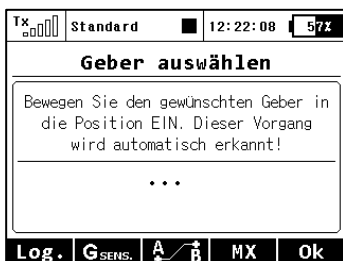 Tx Standard 12:22:08 57%
Geber auswählen
Bewegen Sie den gewünschten Geber in
die Position EIN. Dieser Vorgang
wird automatisch erkannt!
...
Log. GSENS. A B MX Ok